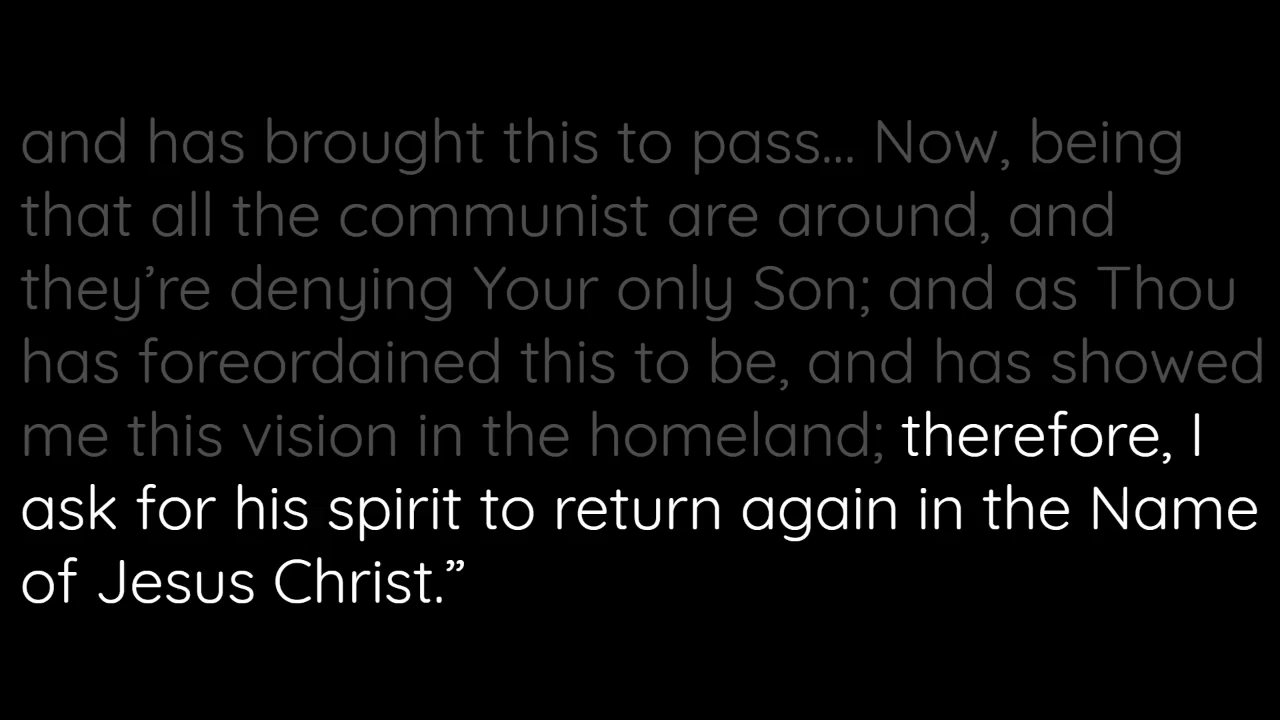 and has brought this to pass... Now, being
that all the communist are around, and
they’re denying Your only Son; and as Thou
has foreordained this to be, and has showed
me this vision in the homeland; therefore, I
ask for his spirit to return again in the Name
of Jesus Christ.”